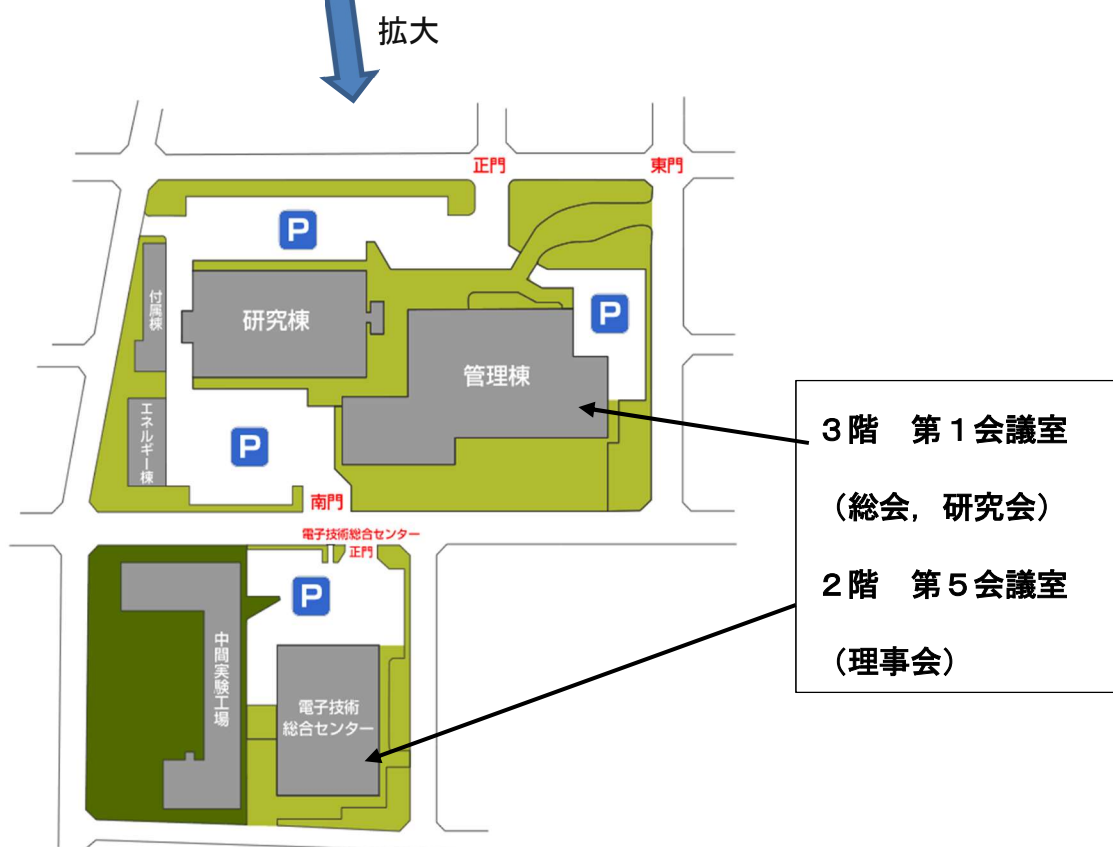 拡大
正門
東門
P
付属棟
研究棟
P
管理棟
エネルギー棟
P
南門
電子技術総合センター
正門
P
中間実験工場
電子技術
総合センター
３階　第１会議室
（総会，研究会）
２階　第５会議室
（理事会）